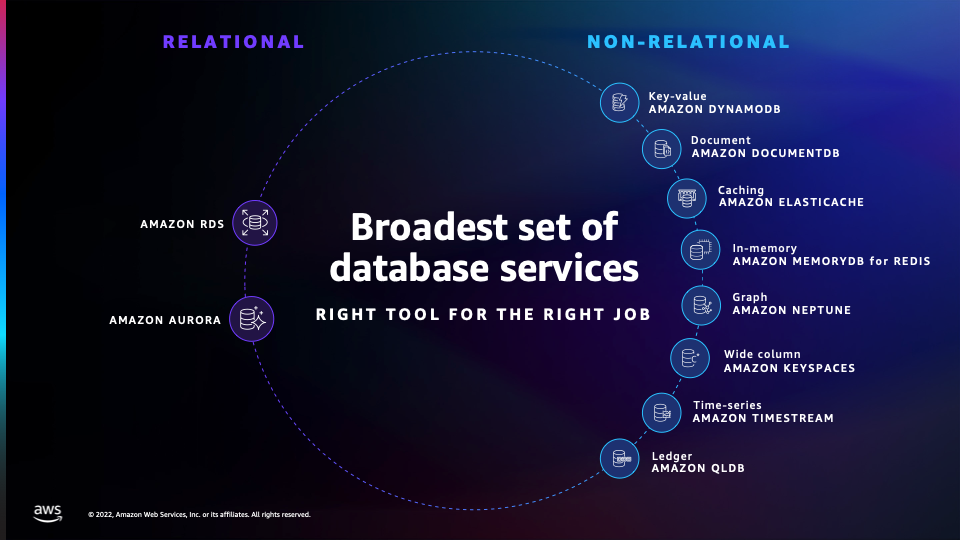 RELATIONAL
NON-RELATIONAL
AMAZON RDS
AMAZON AURORA
Broadest set of
database services
RIGHT TOOL FOR THE RIGHT JOB
Key-value
AMAZON DYNAMODB
Document
AMAZON DOCUMENTDB
Caching
AMAZON ELASTICACHE
In-memory
AMAZON MEMORYDB for REDIS
Graph
AMAZON NEPTUNE
Wide column
AMAZON KEYSPACES
Time-series
AMAZON TIMESTREAM
Ledger
AMAZON QLDB
aws
© 2022, Amazon Web Services, Inc. or its affiliates. All rights reserved.